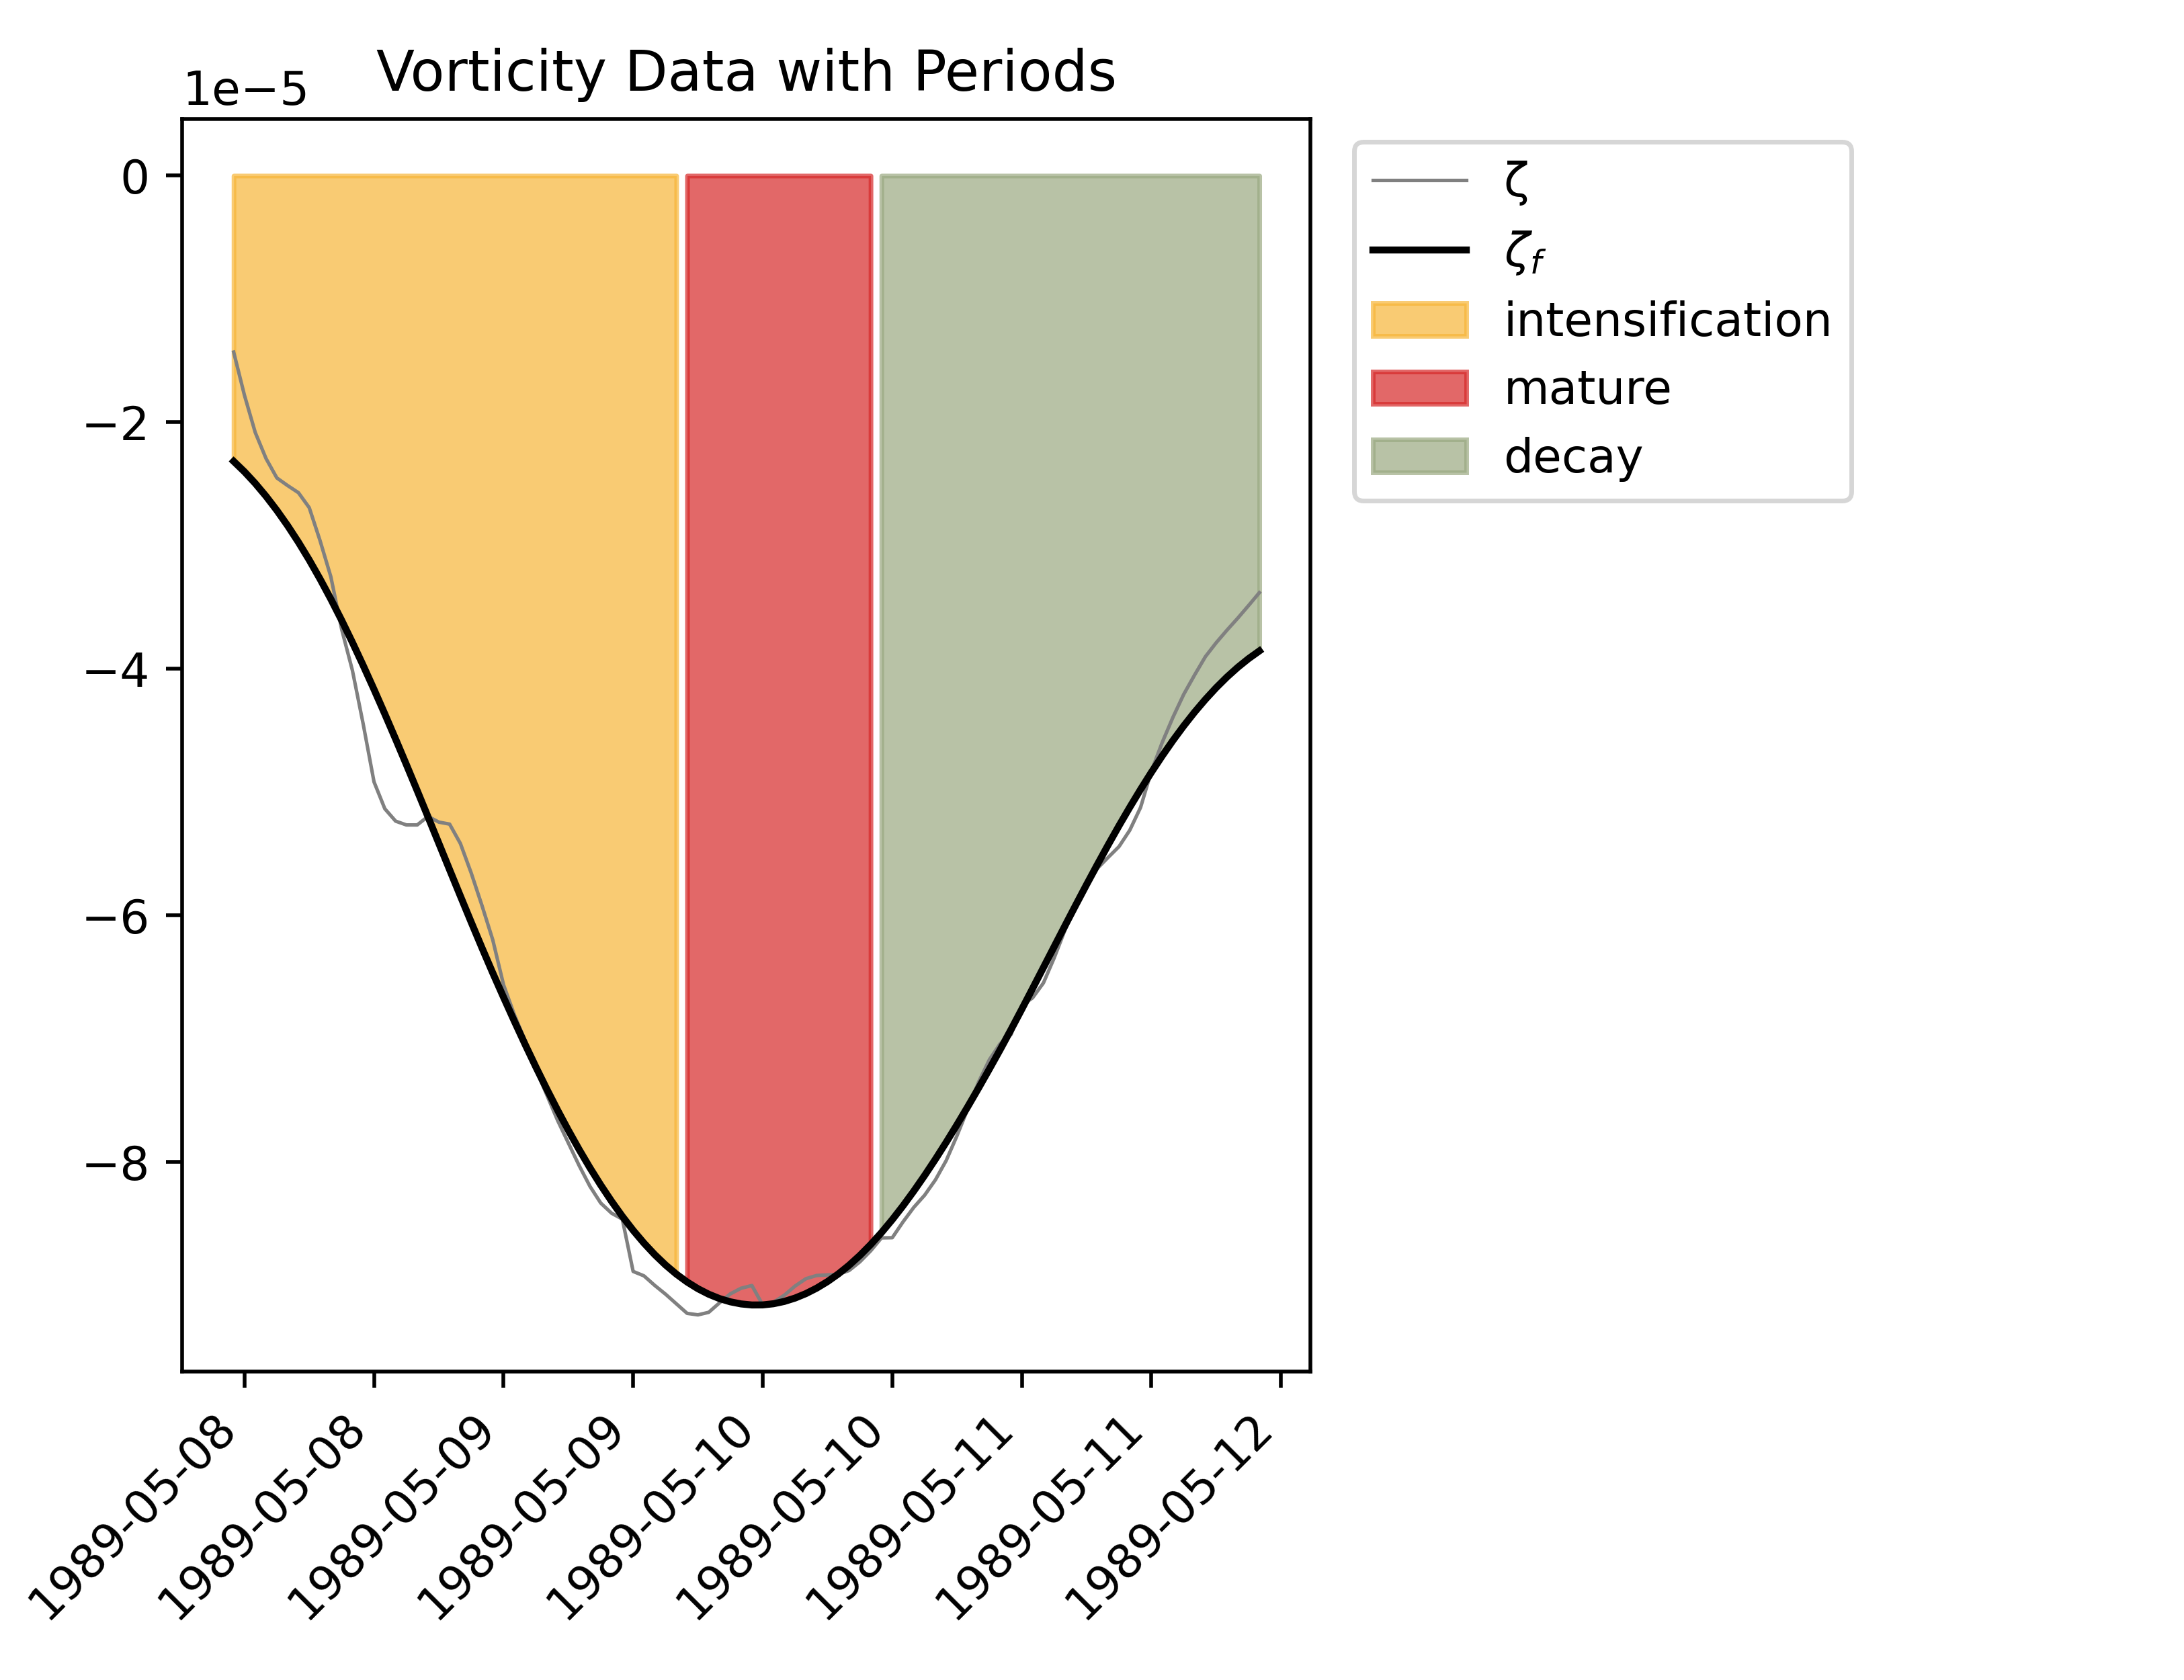 Vorticity Data with Periods
1e−5
0
−2
−4
−6
−8
1989-05-08
1989-05-08
1989-05-09
1989-05-09
1989-05-10
1989-05-10
1989-05-11
1989-05-11
1989-05-12
ζ
ζf
intensification
mature
decay